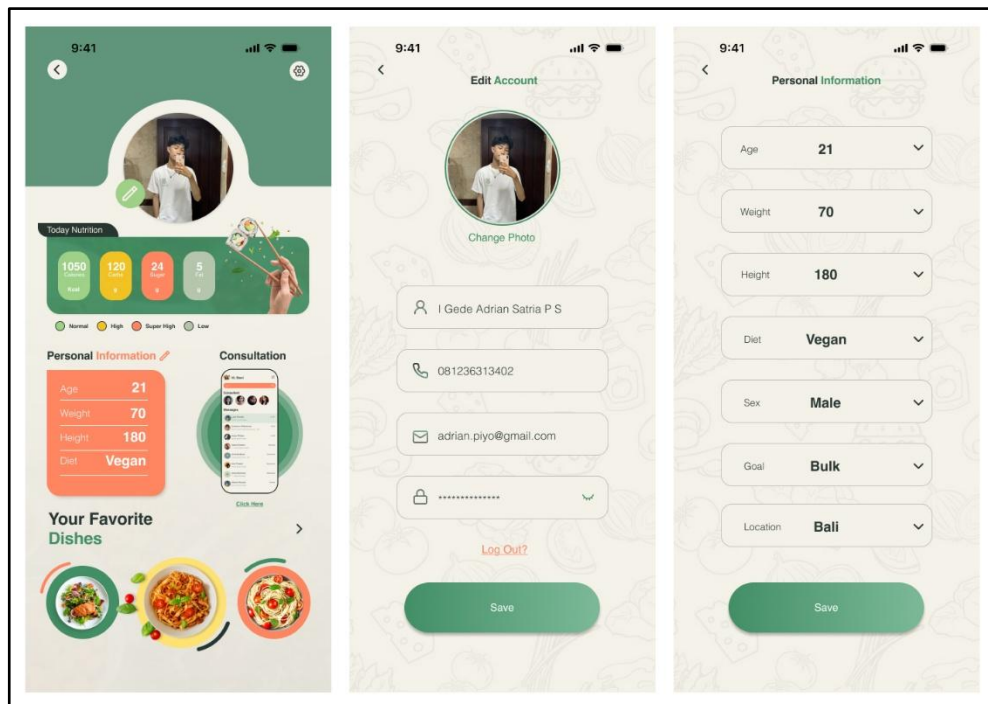 9:41
Today Nutrition
1050
Calories
Kcal
120
Carbs
g
24
Sugar
g
5
Fat
g
Normal
High
Super High
Low
Personal Information
Age 21
Weight 70
Height 180
Diet Vegan
Consultation
Messages
Click Here
Your Favorite
Dishes
9:41
Edit Account
Change Photo
I Gede Adrian Satria P S
081236313402
adrian.piyo@gmail.com
**************
Log Out?
Save
9:41
Personal Information
Age 21
Weight 70
Height 180
Diet Vegan
Sex Male
Goal Bulk
Location Bali
Save